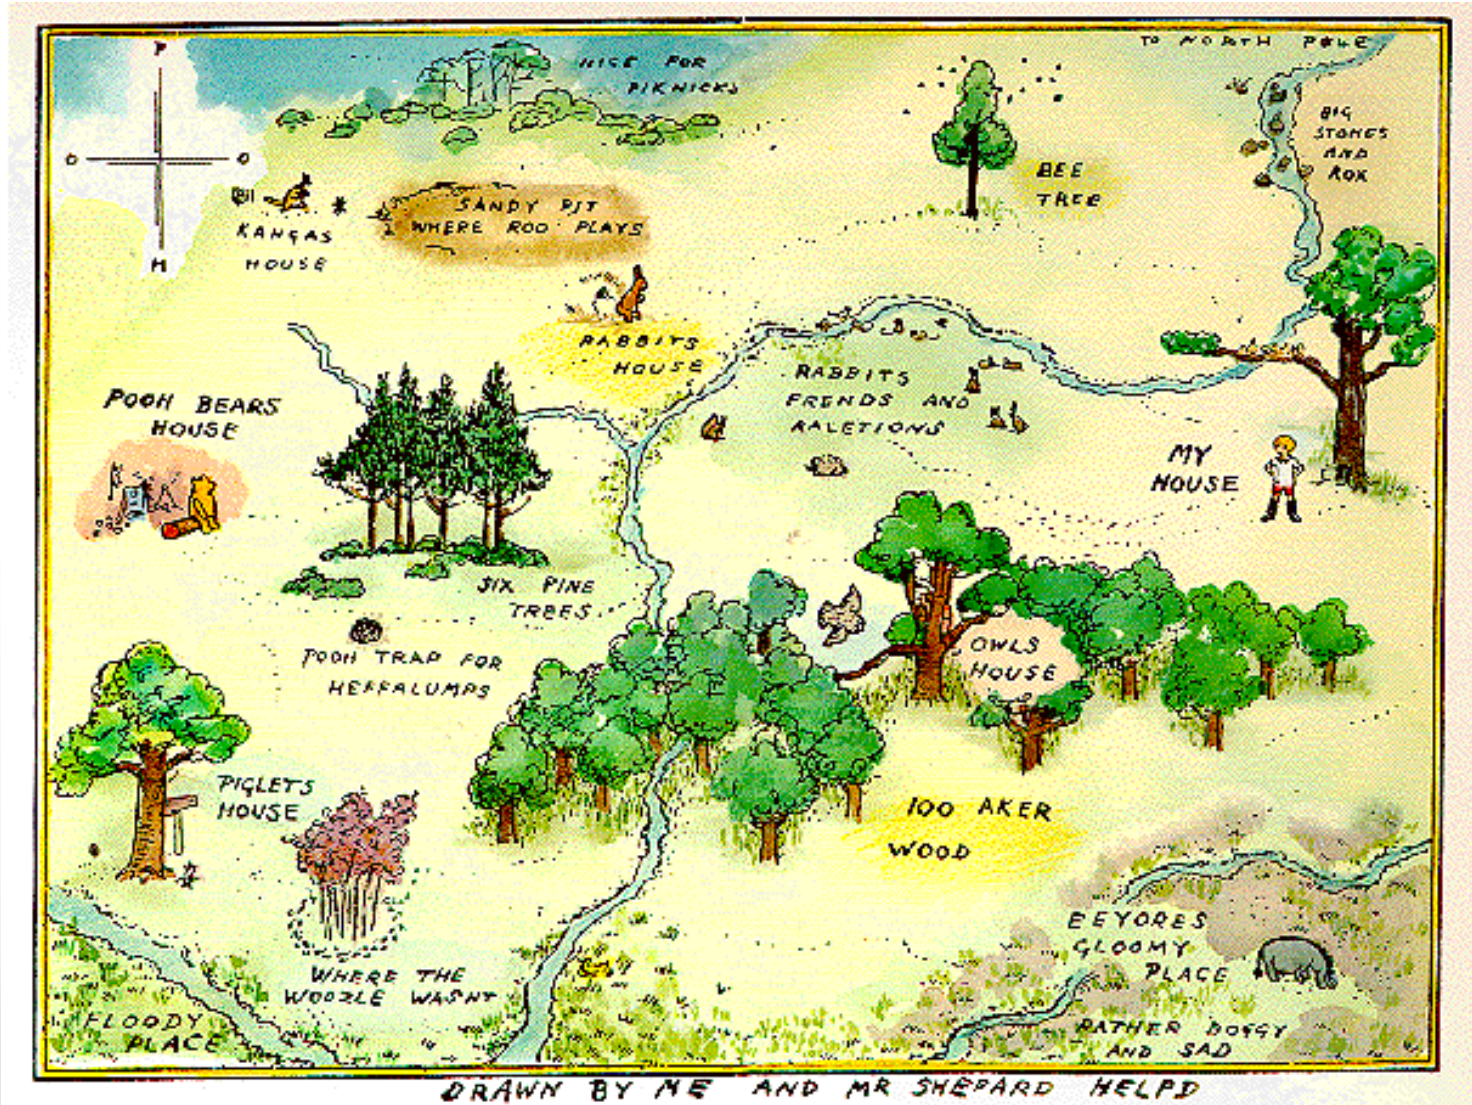 TO NORTH POLE
P
NICE FOR
PIKNICKS
BIG
STONES
AND
ROX
O
O
BEE
TREE
SANDY PIT
WHERE ROO PLAYS
KANGAS
HOUSE
H
RABBITS
HOUSE
RABBITS
FRENDS AND
RALETIONS
POOH BEARS
HOUSE
MY
HOUSE
SIX PINE
TREES
OWLS
HOUSE
POOH TRAP FOR
HEFFALUMPS
PIGLETS
HOUSE
100 AKER
WOOD
EEYORES
GLOOMY
PLACE
WHERE THE
WOOZLE WASNT
FLOODY
PLACE
RATHER BOGGY
AND SAD
DRAWN BY ME AND MR SHEPARD HELPD